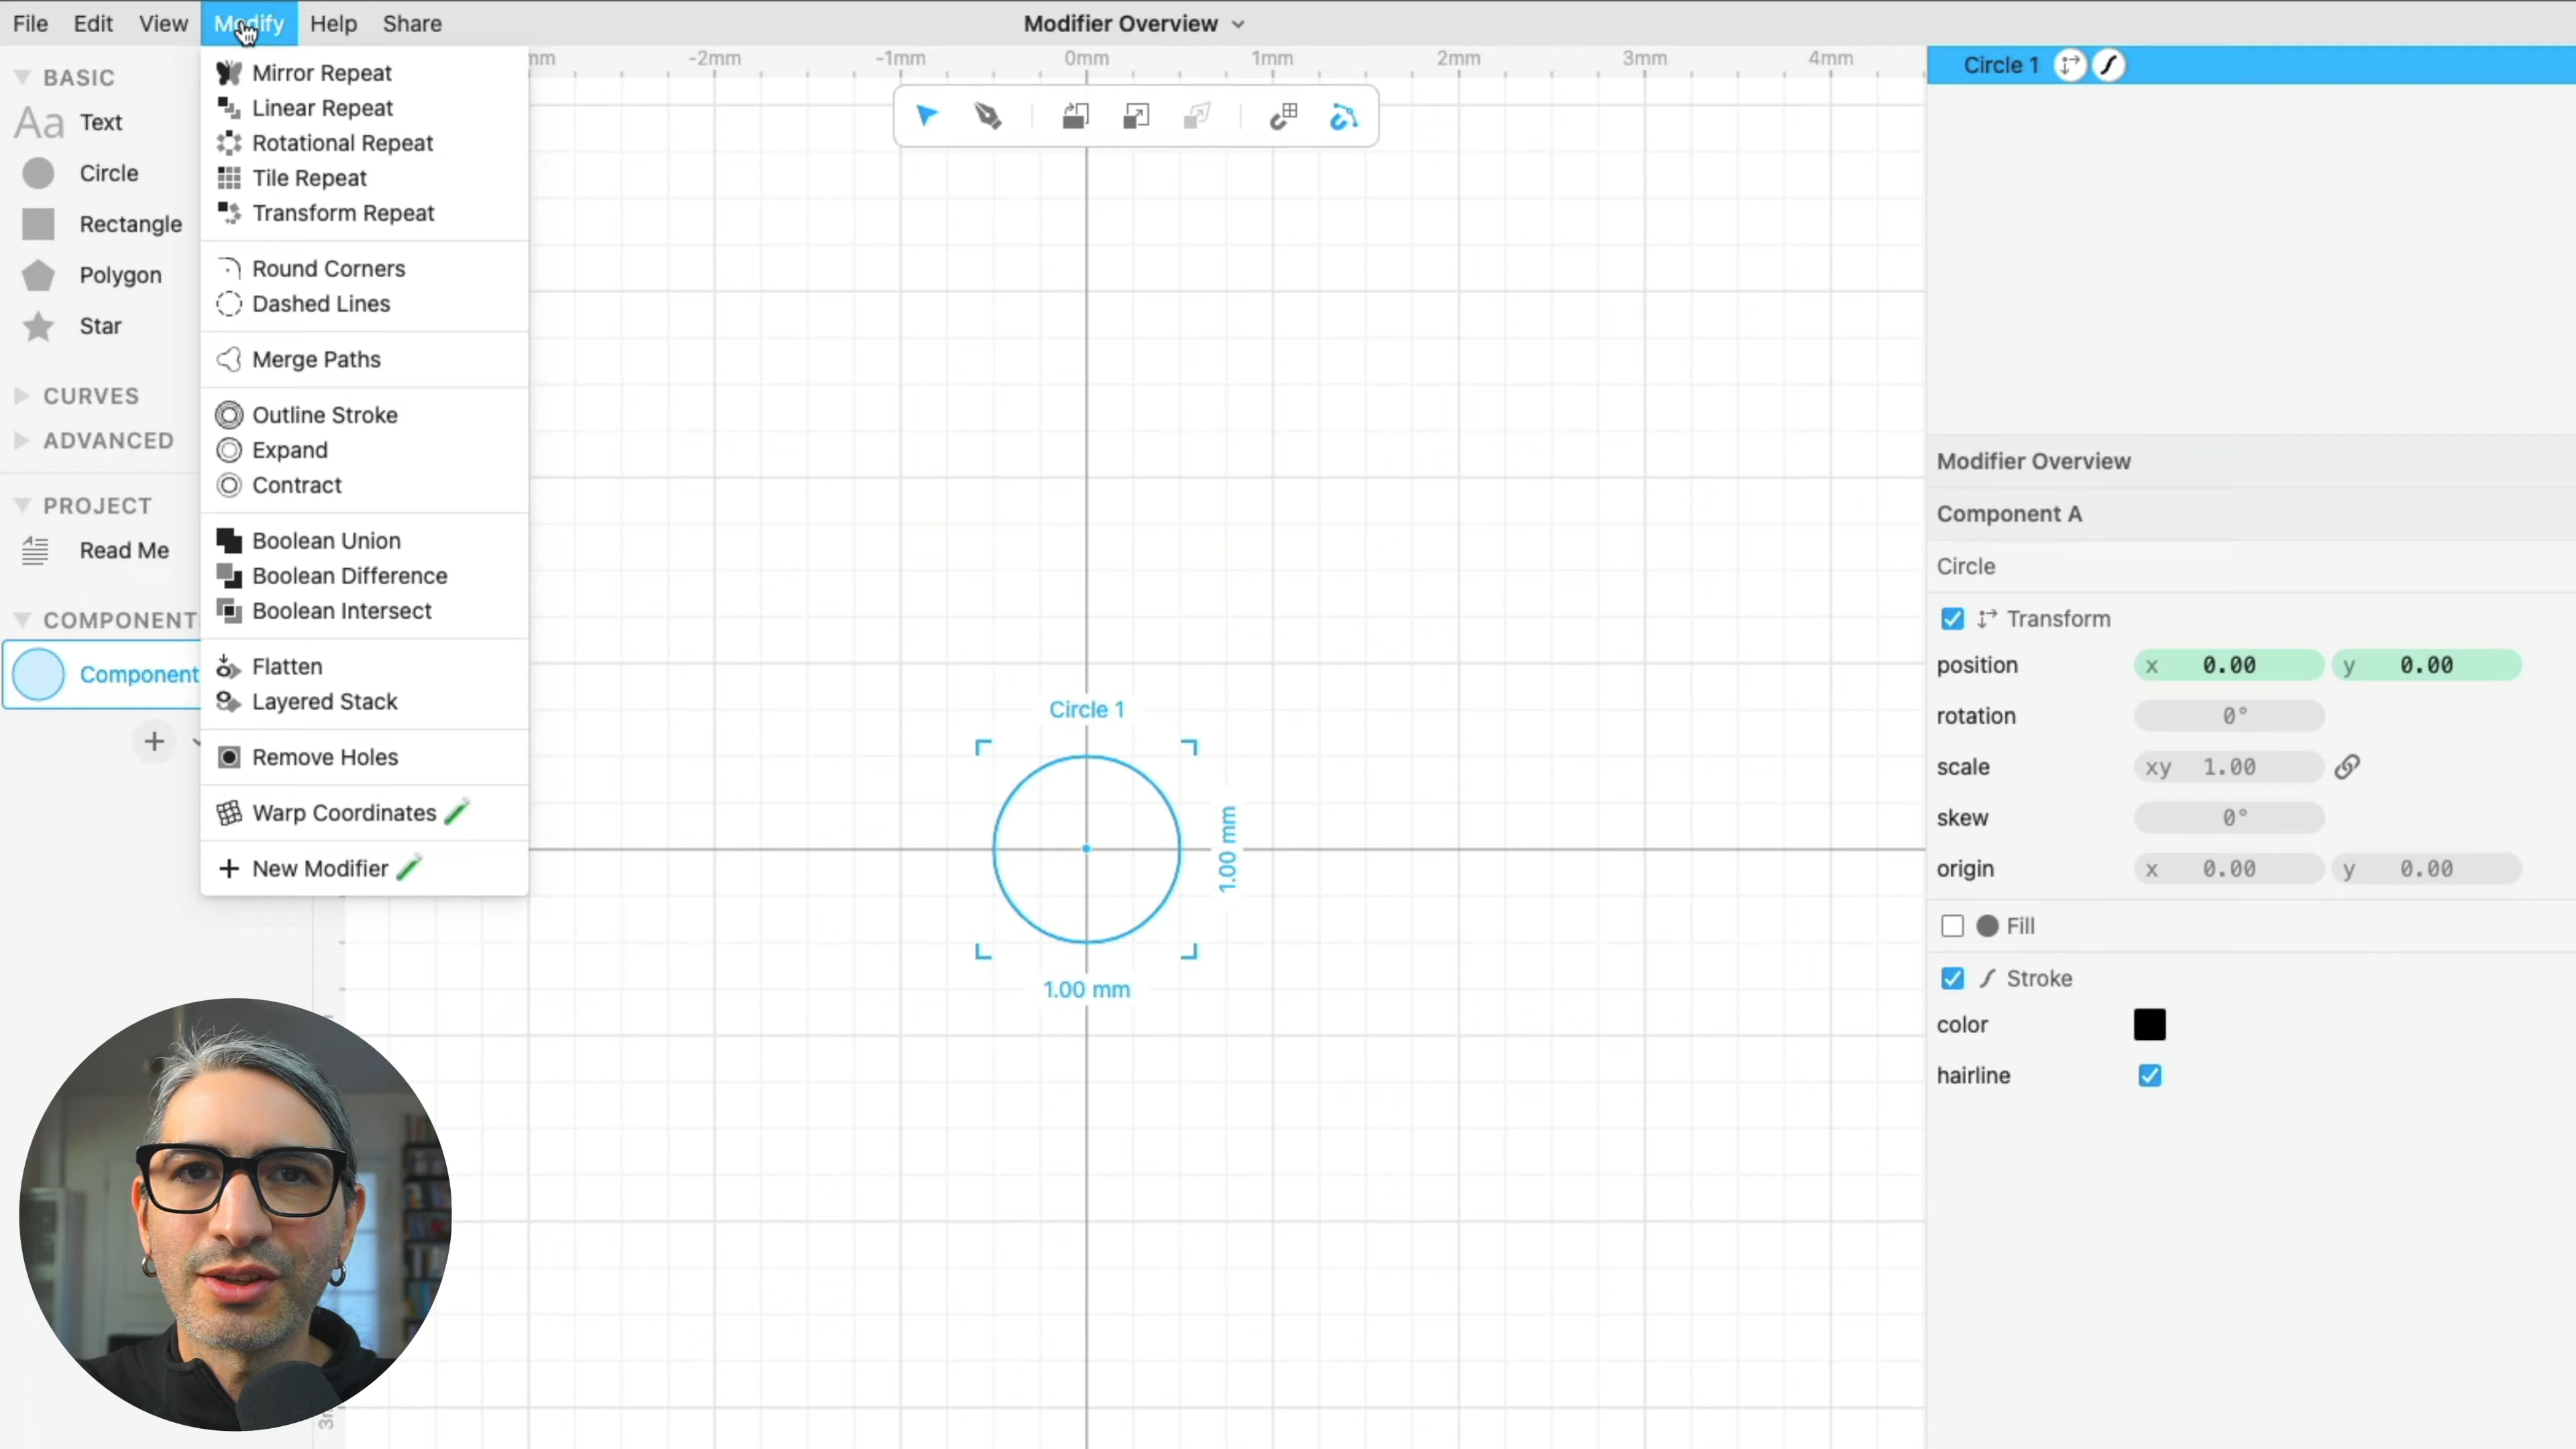 File Edit View Modify Help Share
Modifier Overview
BASIC
Aa Text
Circle
Rectangle
Polygon
Star
CURVES
ADVANCED
PROJECT
Read Me
COMPONENT
Component
Mirror Repeat
Linear Repeat
Rotational Repeat
Tile Repeat
Transform Repeat
Round Corners
Dashed Lines
Merge Paths
Outline Stroke
Expand
Contract
Boolean Union
Boolean Difference
Boolean Intersect
Flatten
Layered Stack
Remove Holes
Warp Coordinates
New Modifier
-2mm -1mm 0mm 1mm 2mm 3mm 4mm
Circle 1
1.00 mm
1.00 mm
Circle 1
Modifier Overview
Component A
Circle
Transform
position x 0.00 y 0.00
rotation 0°
scale xy 1.00
skew 0°
origin x 0.00 y 0.00
Fill
Stroke
color
hairline